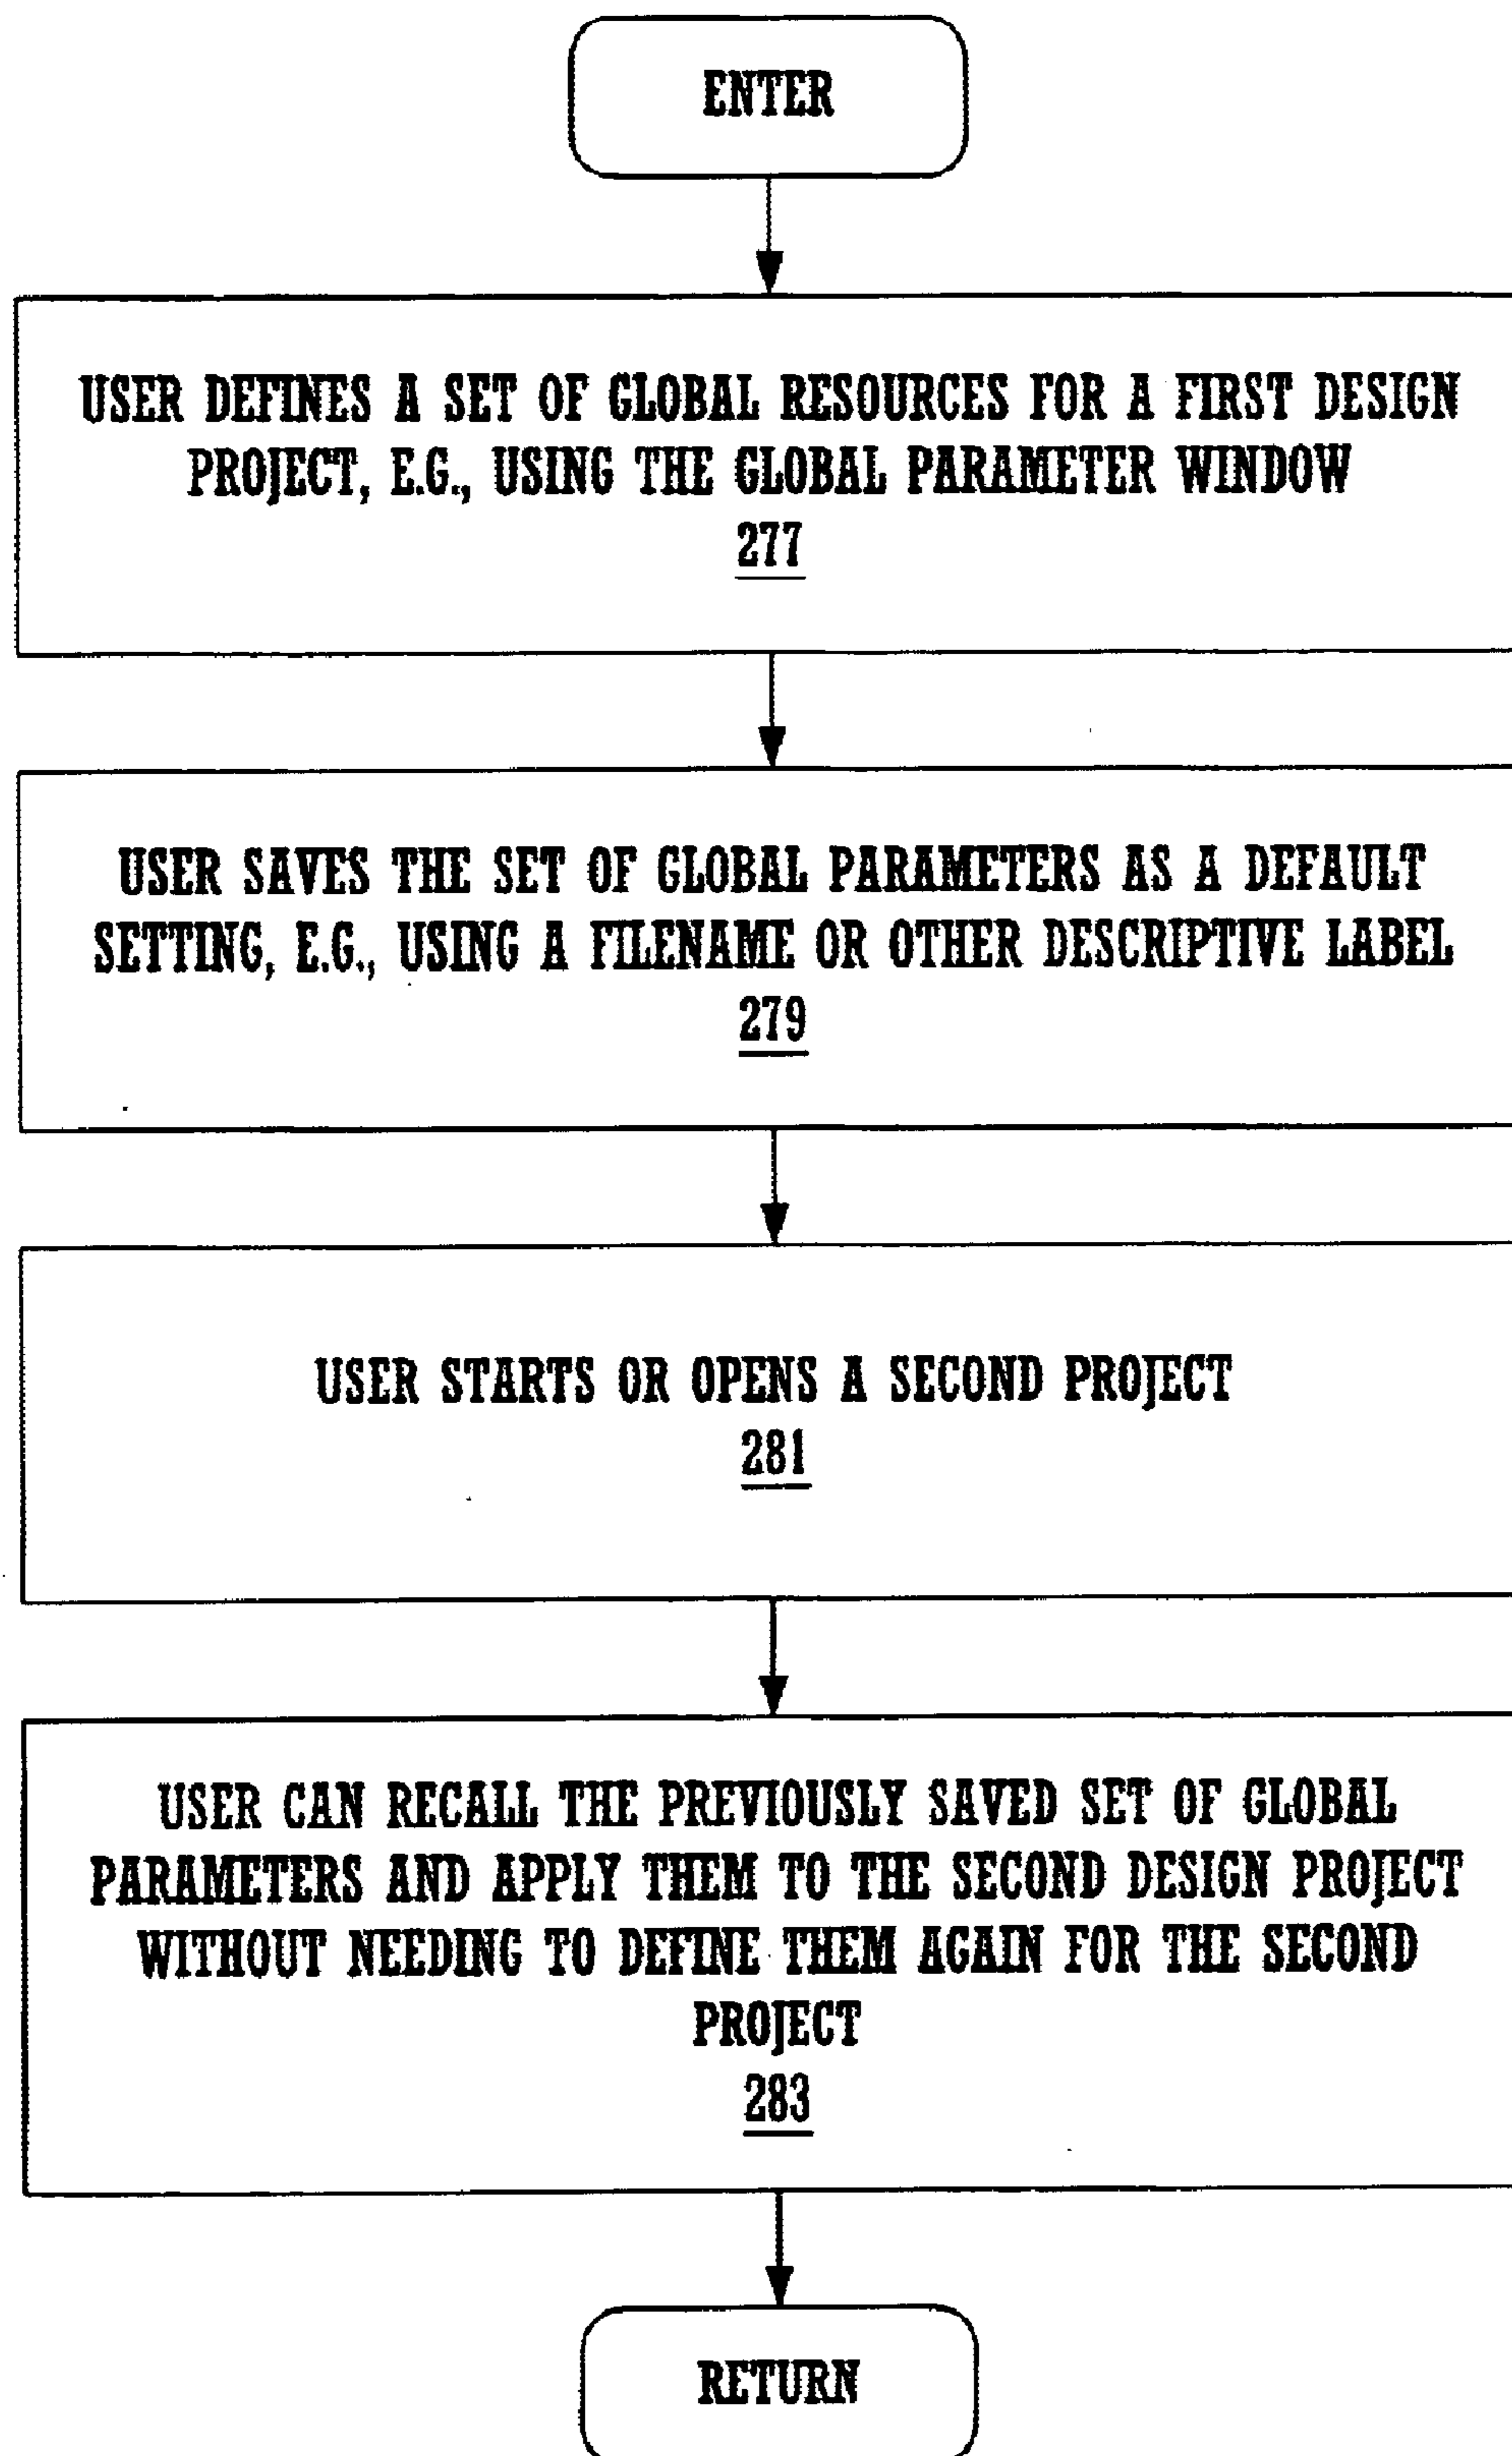 ENTER
USER DEFINES A SET OF GLOBAL RESOURCES FOR A FIRST DESIGN
PROJECT, E.G., USING THE GLOBAL PARAMETER WINDOW
277
USER SAVES THE SET OF GLOBAL PARAMETERS AS A DEFAULT
SETTING, E.G., USING A FILENAME OR OTHER DESCRIPTIVE LABEL
279
USER STARTS OR OPENS A SECOND PROJECT
281
USER CAN RECALL THE PREVIOUSLY SAVED SET OF GLOBAL
PARAMETERS AND APPLY THEM TO THE SECOND DESIGN PROJECT
WITHOUT NEEDING TO DEFINE THEM AGAIN FOR THE SECOND
PROJECT
283
RETURN